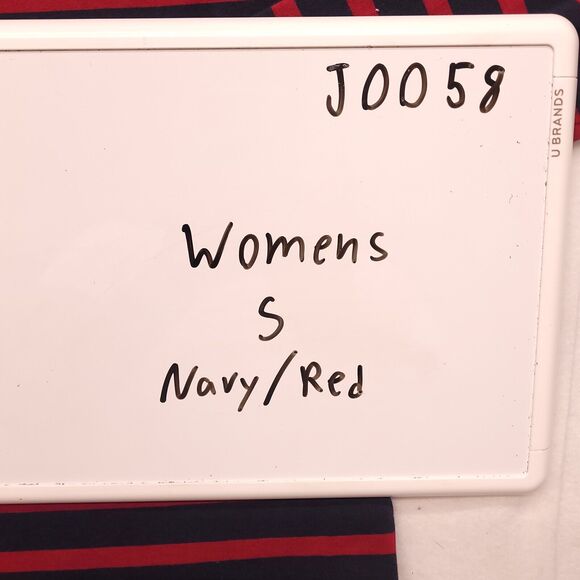 J0058
U BRANDS
Womens
S
Navy/Red